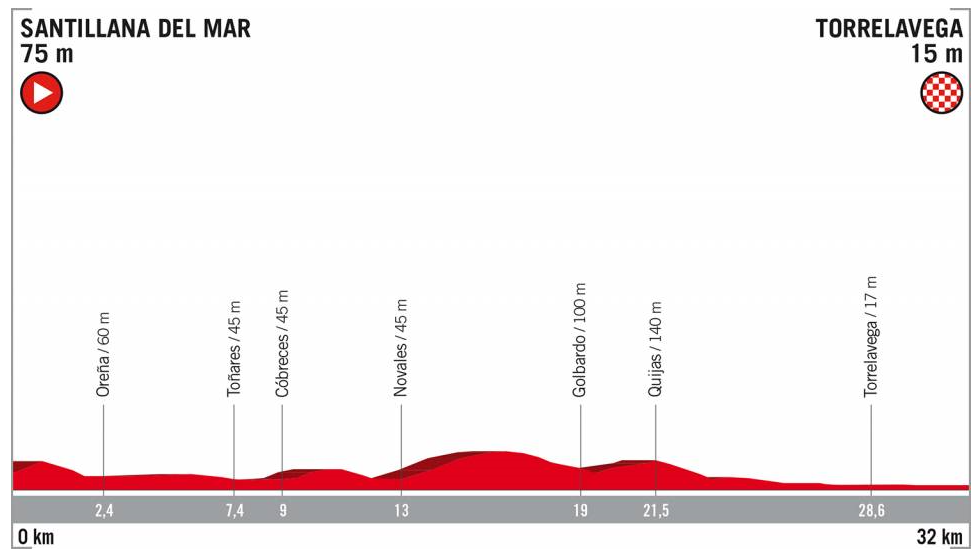 SANTILLANA DEL MAR
75 m
TORRELAVEGA
15 m
Oreña / 60 m
Toñares / 45 m
Cóbreces / 45 m
Novales / 45 m
Golbardo / 100 m
Quijas / 140 m
Torrelavega / 17 m
2,4
7,4
9
13
19
21,5
28,6
0 km
32 km